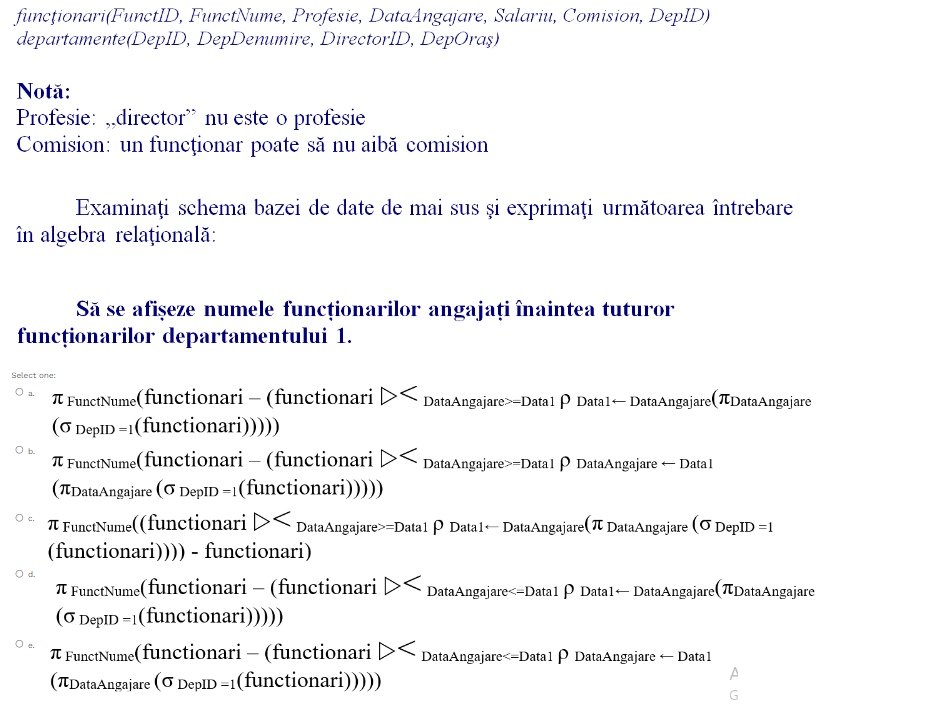 funcţionari(FunctID, FunctNume, Profesie, DataAngajare, Salariu, Comision, DepID)
departamente(DepID, DepDenumire, DirectorID, DepOraş)
Notă:
Profesie: „director” nu este o profesie
Comision: un funcţionar poate să nu aibă comision
Examinaţi schema bazei de date de mai sus şi exprimaţi următoarea întrebare
în algebra relaţională:
Să se afișeze numele funcționarilor angajați înaintea tuturor
funcționarilor departamentului 1.
Select one:
a. π FunctNume(functionari – (functionari ▷< DataAngajare>=Data1 ρ Data1← DataAngajare(πDataAngajare
(σ DepID =1(functionari)))))
b. π FunctNume(functionari – (functionari ▷< DataAngajare>=Data1 ρ DataAngajare ← Data1
(πDataAngajare (σ DepID =1(functionari)))))
c. π FunctNume((functionari ▷< DataAngajare>=Data1 ρ Data1← DataAngajare(π DataAngajare (σ DepID =1
(functionari)))) - functionari)
d. π FunctNume(functionari – (functionari ▷< DataAngajare<=Data1 ρ Data1← DataAngajare(πDataAngajare
(σ DepID =1(functionari)))))
e. π FunctNume(functionari – (functionari ▷< DataAngajare<=Data1 ρ DataAngajare ← Data1
(πDataAngajare (σ DepID =1(functionari)))))
A
G